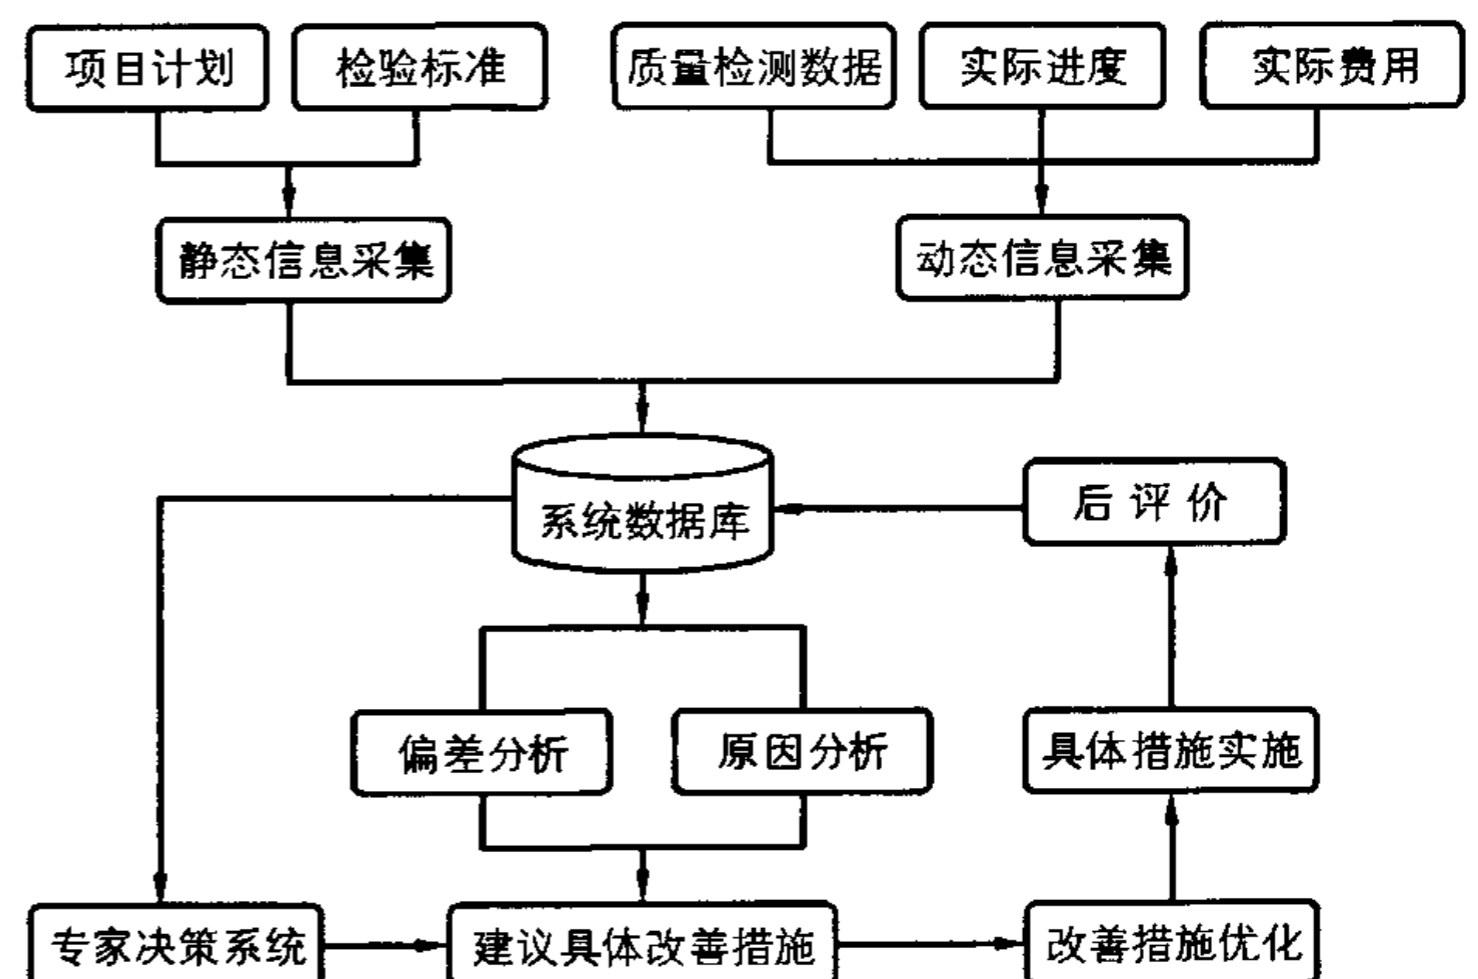 项目计划
检验标准
质量检测数据
实际进度
实际费用
静态信息采集
动态信息采集
系统数据库
后评价
偏差分析
原因分析
具体措施实施
专家决策系统
建议具体改善措施
改善措施优化